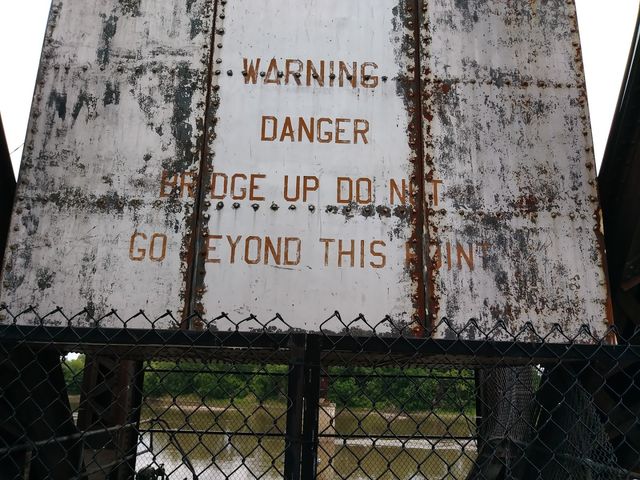 WARNING
DANGER
BRIDGE UP DO NOT
GO BEYOND THIS POINT